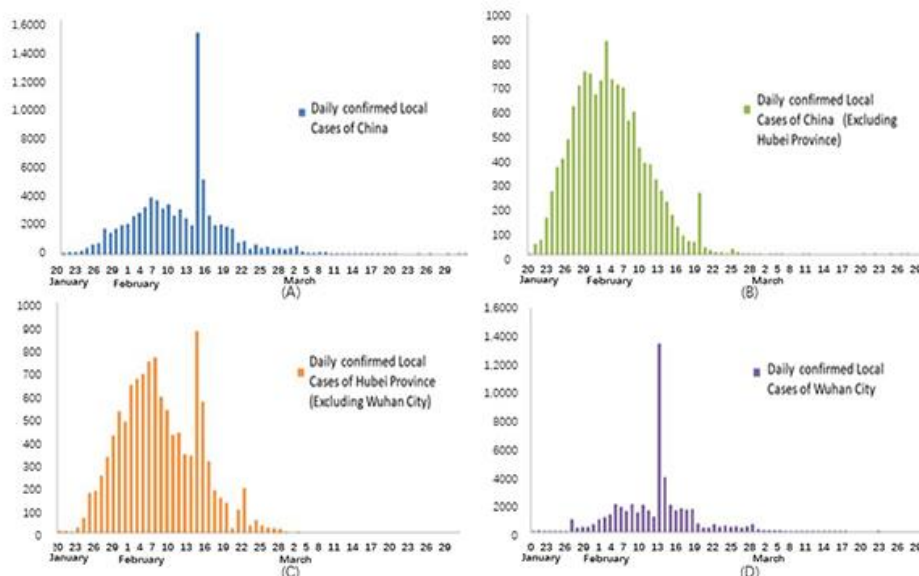 1.6000
1.4000
1.2000
1.0000
8000
6000
4000
2000
0
Daily confirmed Local
Cases of China
20 23 26 29 1 4 7 10 13 16 19 22 25 28 2 5 8 11 14 17 20 23 26 29
January February March
(A)
1000
900
800
700
600
500
400
300
200
100
0
Daily confirmed Local
Cases of China (Excluding
Hubei Province)
20 23 26 29 1 4 7 10 13 16 19 22 25 28 2 5 8 11 14 17 20 23 26 29
January February March
(B)
1000
900
800
700
600
500
400
300
200
100
0
Daily confirmed Local
Cases of Hubei Province
(Excluding Wuhan City)
20 23 26 29 1 4 7 10 13 16 19 22 25 28 2 5 8 11 14 17 20 23 26 29
January February March
(C)
1.6000
1.4000
1.2000
1.0000
8000
6000
4000
2000
0
Daily confirmed Local
Cases of Wuhan City
20 23 26 29 1 4 7 10 13 16 19 22 25 28 2 5 8 11 14 17 20 23 26 29
January February March
(D)